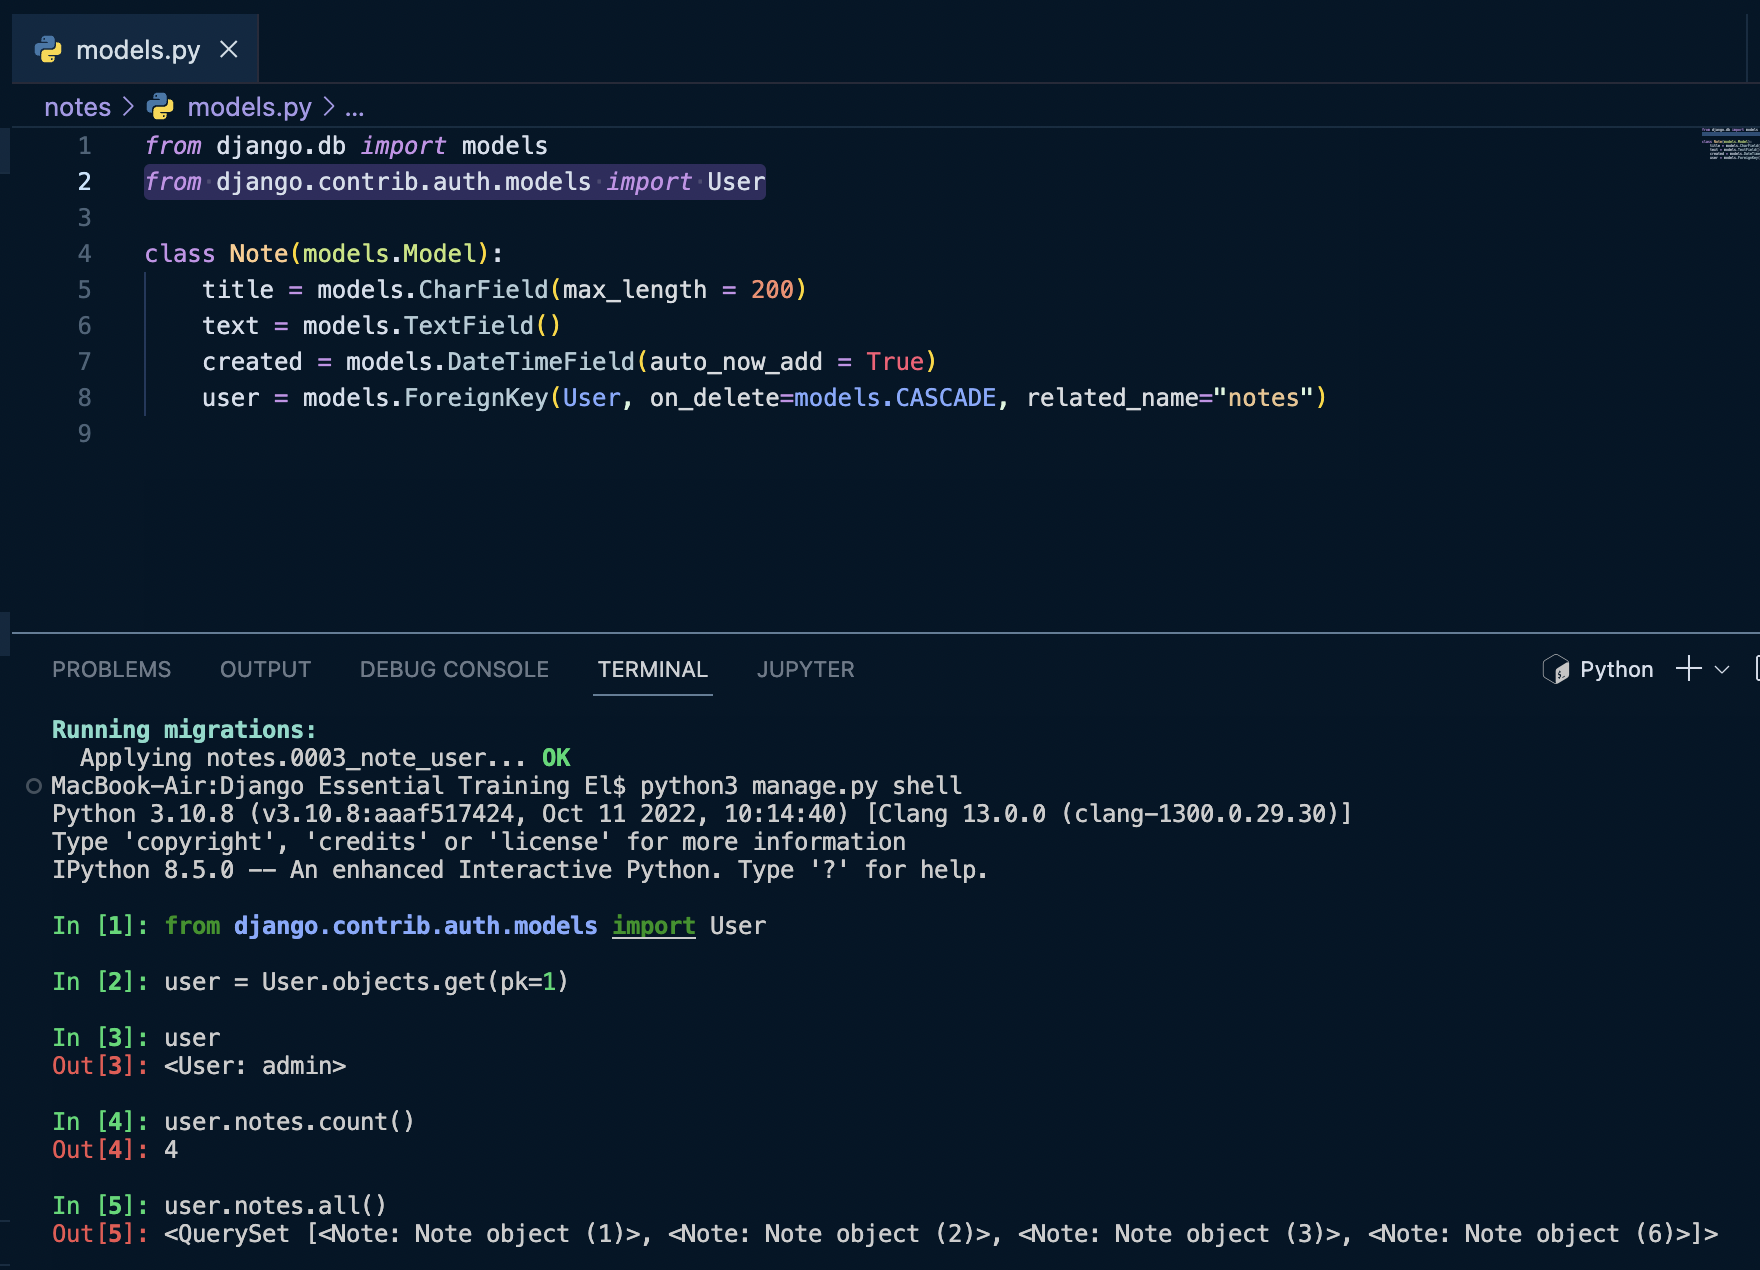 models.py
notes > models.py > ...
1 from django.db import models
2 from django.contrib.auth.models import User
3
4 class Note(models.Model):
5     title = models.CharField(max_length = 200)
6     text = models.TextField()
7     created = models.DateTimeField(auto_now_add = True)
8     user = models.ForeignKey(User, on_delete=models.CASCADE, related_name="notes")
9
PROBLEMS OUTPUT DEBUG CONSOLE TERMINAL JUPYTER Python
Running migrations:
  Applying notes.0003_note_user... OK
MacBook-Air:Django Essential Training El$ python3 manage.py shell
Python 3.10.8 (v3.10.8:aaaf517424, Oct 11 2022, 10:14:40) [Clang 13.0.0 (clang-1300.0.29.30)]
Type 'copyright', 'credits' or 'license' for more information
IPython 8.5.0 -- An enhanced Interactive Python. Type '?' for help.
In [1]: from django.contrib.auth.models import User
In [2]: user = User.objects.get(pk=1)
In [3]: user
Out[3]: <User: admin>
In [4]: user.notes.count()
Out[4]: 4
In [5]: user.notes.all()
Out[5]: <QuerySet [<Note: Note object (1)>, <Note: Note object (2)>, <Note: Note object (3)>, <Note: Note object (6)>]>